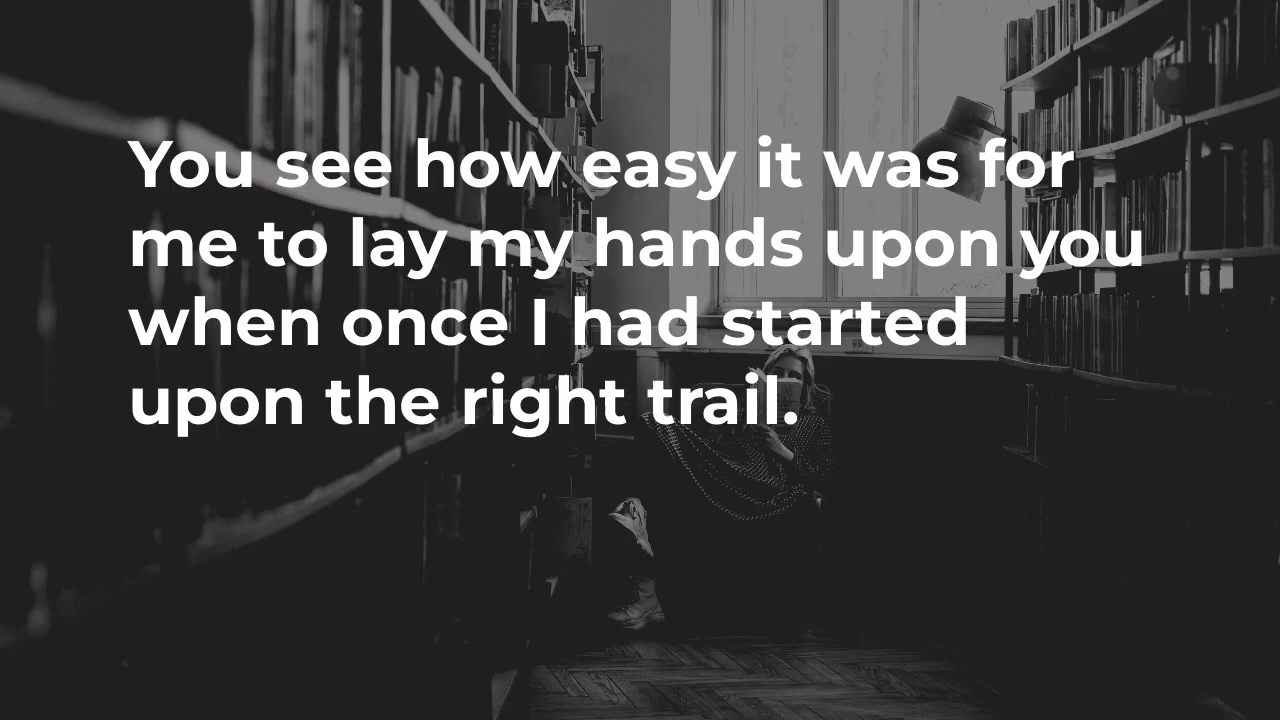 You see how easy it was for
me to lay my hands upon you
when once I had started
upon the right trail.